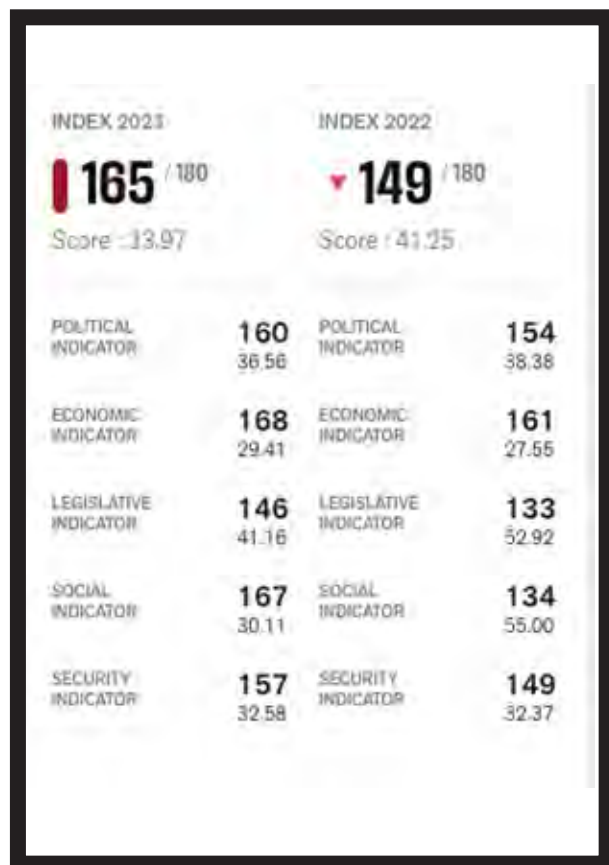 INDEX 2023
165 / 180
Score : 33.97
POLITICAL
INDICATOR
160
36.56
ECONOMIC
INDICATOR
168
29.41
LEGISLATIVE
INDICATOR
146
41.16
SOCIAL
INDICATOR
167
30.11
SECURITY
INDICATOR
157
32.58
INDEX 2022
149 / 180
Score : 41.25
POLITICAL
INDICATOR
154
38.38
ECONOMIC
INDICATOR
161
27.55
LEGISLATIVE
INDICATOR
133
52.92
SOCIAL
INDICATOR
134
55.00
SECURITY
INDICATOR
149
32.37